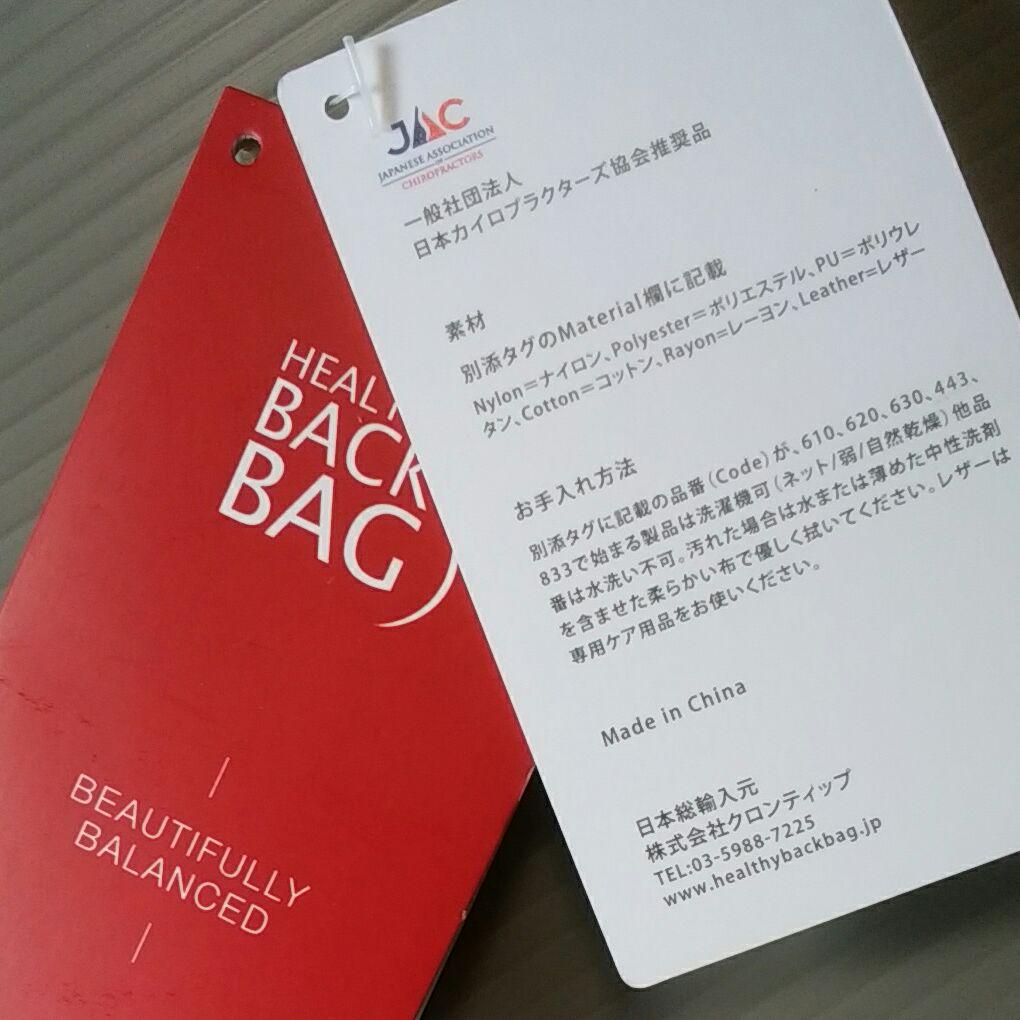 HEALTHY
BACK
BAG
BEAUTIFULLY
BALANCED
JAC
JAPANESE ASSOCIATION
OF
CHIROPRACTORS
一般社団法人
日本カイロプラクターズ協会推奨品
素材
別添タグのMaterial欄に記載
Nylon=ナイロン、Polyester=ポリエステル、PU=ポリウレ
タン、Cotton=コットン、Rayon=レーヨン、Leather=レザー
お手入れ方法
別添タグに記載の品番(Code)が、610、620、630、443、
833で始まる製品は洗濯機可(ネット/弱/自然乾燥)他品
番は水洗い不可。汚れた場合は水または薄めた中性洗剤
を含ませた柔らかい布で優しく拭いてください。レザーは
専用ケア用品をお使いください。
Made in China
日本総輸入元
株式会社クロンティップ
TEL:03-5988-7225
www.healthybackbag.jp